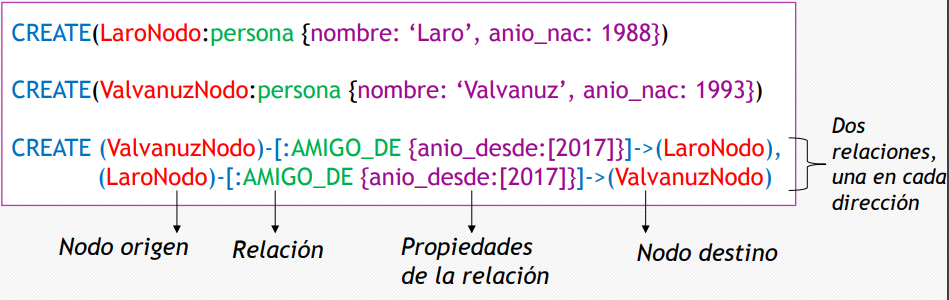 CREATE(LaroNodo:persona {nombre: ‘Laro’, anio_nac: 1988})
CREATE(ValvanuzNodo:persona {nombre: ‘Valvanuz’, anio_nac: 1993})
CREATE (ValvanuzNodo)-[:AMIGO_DE {anio_desde:[2017]}]->(LaroNodo),
(LaroNodo)-[:AMIGO_DE {anio_desde:[2017]}]->(ValvanuzNodo)
Dos
relaciones,
una en cada
dirección
Nodo origen
Relación
Propiedades
de la relación
Nodo destino